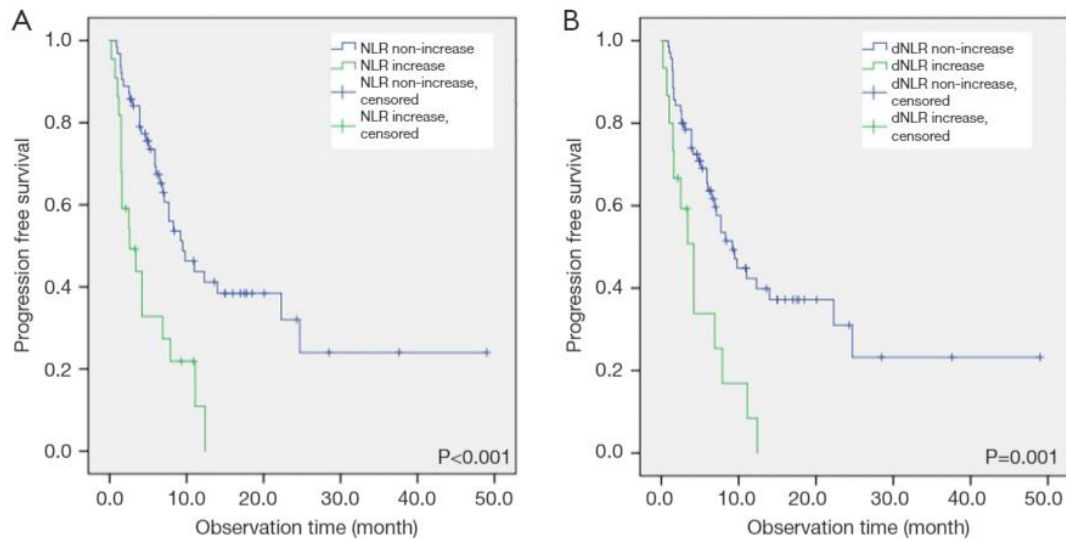 A
Progression free survival
1.0
0.8
0.6
0.4
0.2
0.0
NLR non-increase
NLR increase
NLR non-increase,
censored
NLR increase,
censored
P<0.001
0.0 10.0 20.0 30.0 40.0 50.0
Observation time (month)
B
Progression free survival
1.0
0.8
0.6
0.4
0.2
0.0
dNLR non-increase
dNLR increase
dNLR non-increase,
censored
dNLR increase,
censored
P=0.001
0.0 10.0 20.0 30.0 40.0 50.0
Observation time (month)